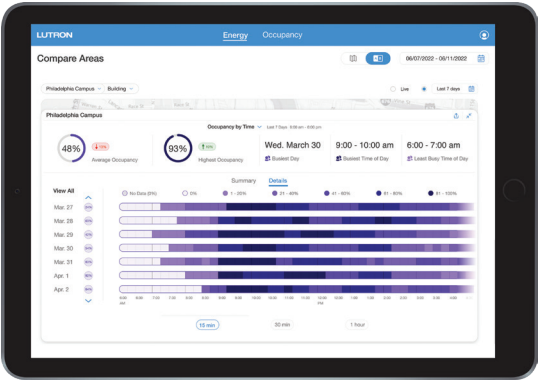 LUTRON
Energy Occupancy
Compare Areas
06/07/2022 - 06/11/2022
Philadelphia Campus Building
Live Last 7 days
Philadelphia Campus
Occupancy by Time Last 7 Days
48%
Average Occupancy
93%
Highest Occupancy
Wed. March 30
Busiest Day
9:00 - 10:00 am
Busiest Time of Day
6:00 - 7:00 am
Least Busy Time of Day
Summary Details
View All
No Data (0%) 0% 1 - 20% 21 - 40% 41 - 60% 61 - 80% 81 - 100%
Mar. 27
Mar. 28
Mar. 29
Mar. 30
Mar. 31
Apr. 1
Apr. 2
15 min 30 min 1 hour